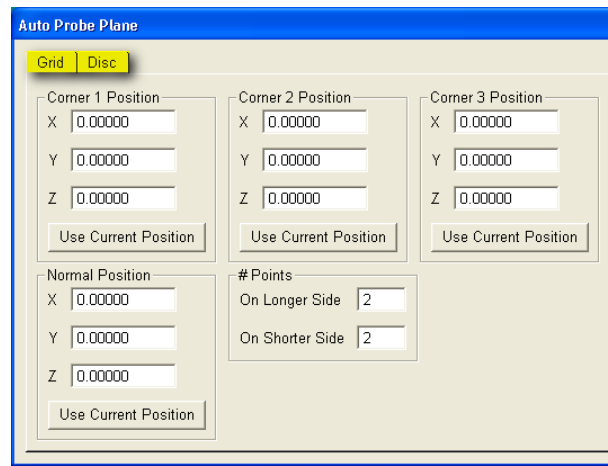 Auto Probe Plane
Grid Disc
Corner 1 Position Corner 2 Position Corner 3 Position
X 0.00000 X 0.00000 X 0.00000
Y 0.00000 Y 0.00000 Y 0.00000
Z 0.00000 Z 0.00000 Z 0.00000
Use Current Position Use Current Position Use Current Position
Normal Position # Points
X 0.00000 On Longer Side 2
Y 0.00000 On Shorter Side 2
Z 0.00000
Use Current Position